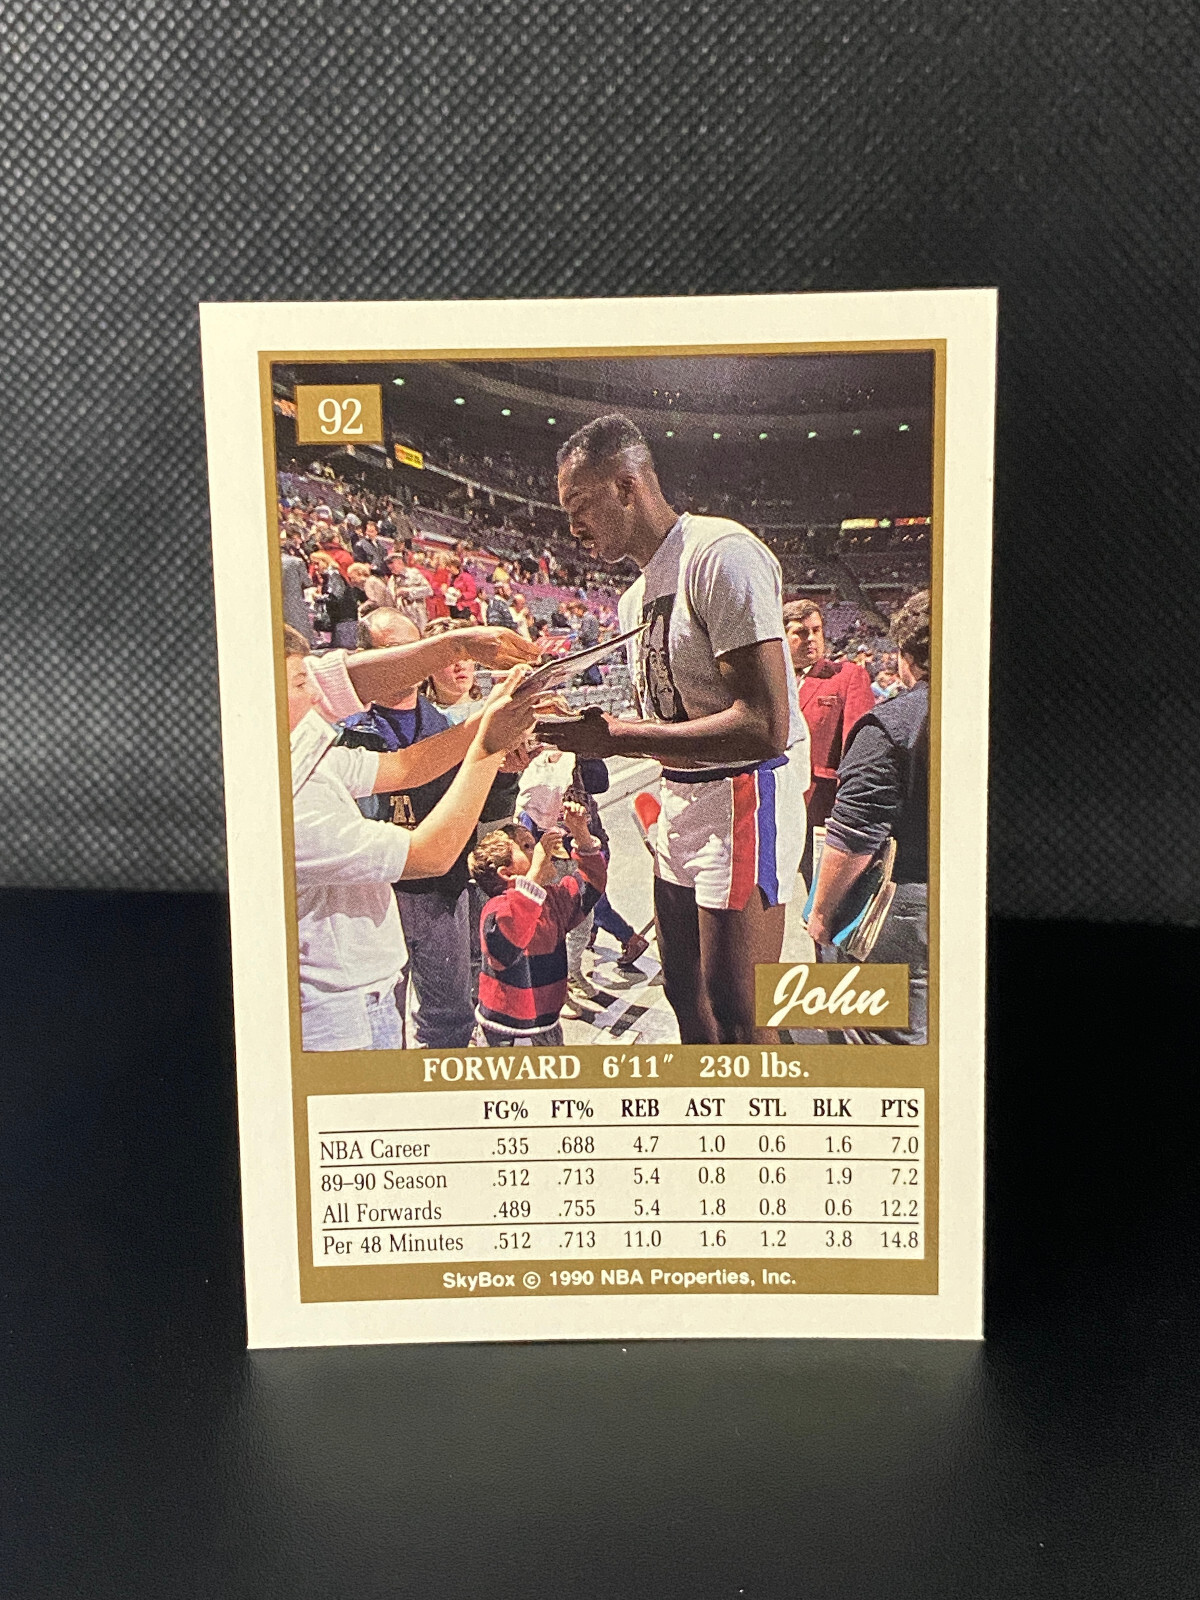 92
John
FORWARD 6'11" 230 lbs.
FG% FT% REB AST STL BLK PTS
NBA Career .535 .688 4.7 1.0 0.6 1.6 7.0
89–90 Season .512 .713 5.4 0.8 0.6 1.9 7.2
All Forwards .489 .755 5.4 1.8 0.8 0.6 12.2
Per 48 Minutes .512 .713 11.0 1.6 1.2 3.8 14.8
SkyBox © 1990 NBA Properties, Inc.